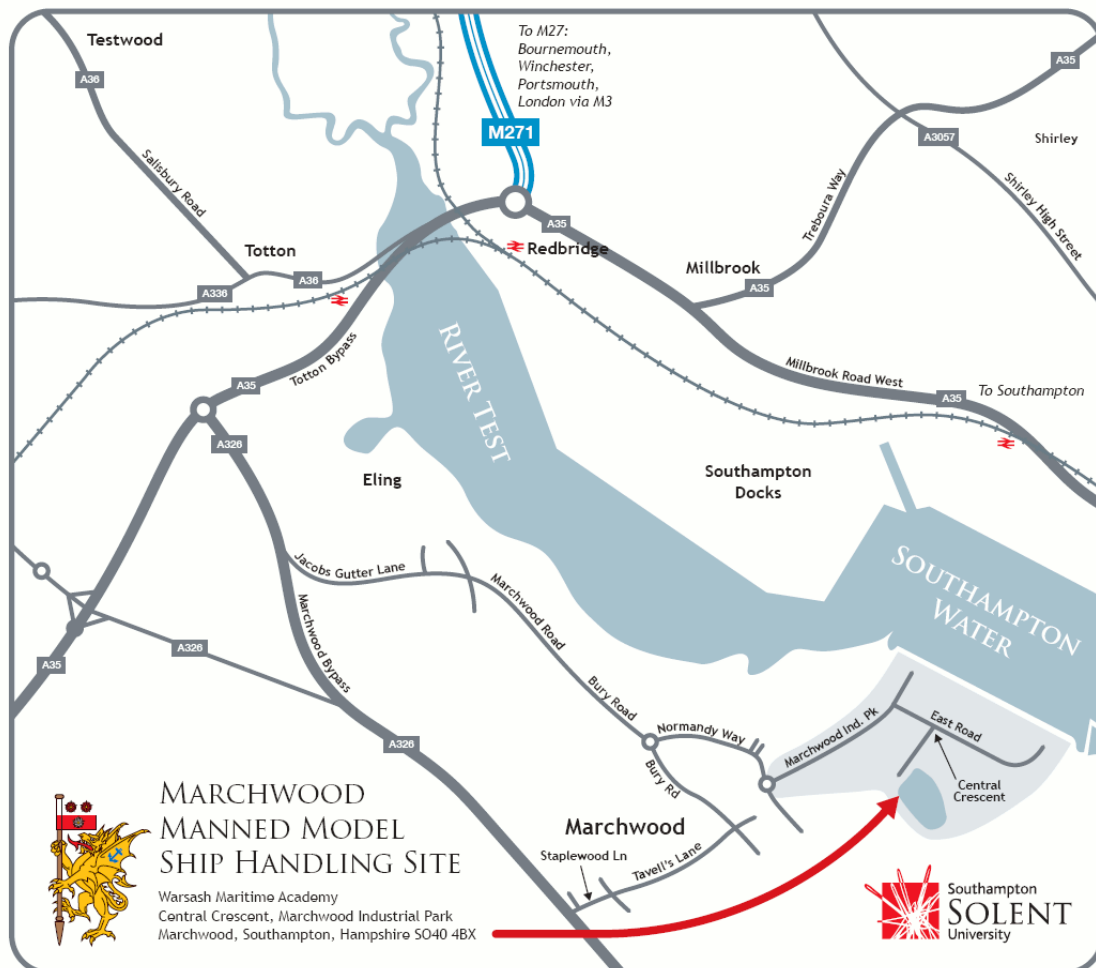 Testwood
A36
To M27:
Bournemouth,
Winchester,
Portsmouth,
London via M3
M271
A35
A3057
Shirley
Salisbury Road
Treboura Way
Shirley High Street
Totton
A36
A336
A35
Redbridge
Millbrook
A35
RIVER TEST
Totton Bypass
A35
Millbrook Road West
A35
To Southampton
A326
Eling
Southampton
Docks
SOUTHAMPTON
WATER
Jacobs Gutter Lane
Marchwood Road
Marchwood Bypass
A326
A35
Bury Road
Normandy Way
Marchwood Ind. Pk
East Road
A326
Bury Rd
Central
Crescent
Marchwood
Staplewood Ln
Tavell's Lane
MARCHWOOD
MANNED MODEL
SHIP HANDLING SITE
Warsash Maritime Academy
Central Crescent, Marchwood Industrial Park
Marchwood, Southampton, Hampshire SO40 4BX
Southampton
SOLENT
University